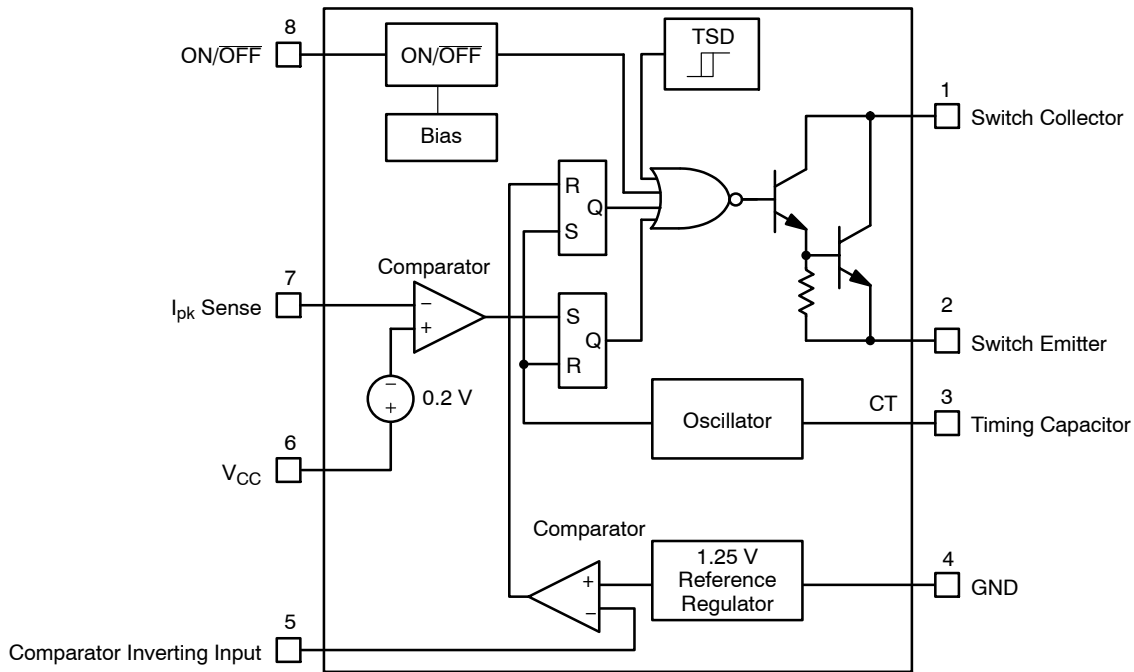 8
ON/OFF
ON/OFF
TSD
Bias
1
Switch Collector
R
Q
S
Comparator
7
Ipk Sense
−
+
S
Q
R
2
Switch Emitter
−
+
0.2 V
6
VCC
Oscillator
CT
3
Timing Capacitor
Comparator
+
−
1.25 V
Reference
Regulator
4
GND
5
Comparator Inverting Input